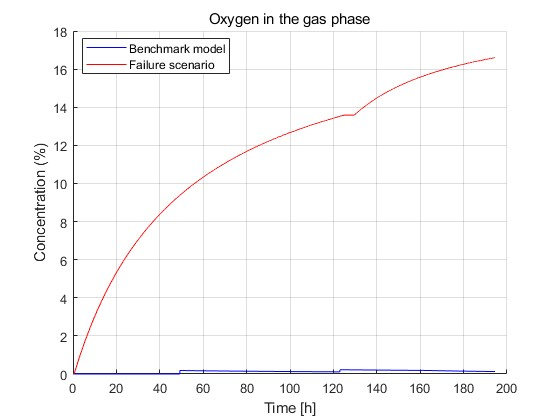 Oxygen in the gas phase
18
16
14
12
10
8
6
4
2
0
Concentration (%)
Benchmark model
Failure scenario
0 20 40 60 80 100 120 140 160 180 200
Time [h]